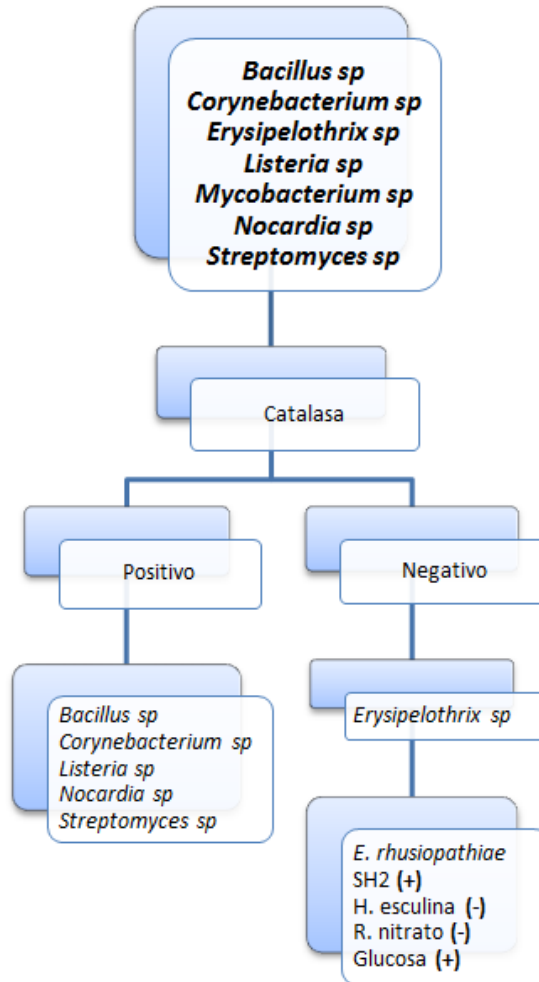 Bacillus sp
Corynebacterium sp
Erysipelothrix sp
Listeria sp
Mycobacterium sp
Nocardia sp
Streptomyces sp
Catalasa
Positivo
Negativo
Bacillus sp
Corynebacterium sp
Listeria sp
Nocardia sp
Streptomyces sp
Erysipelothrix sp
E. rhusiopathiae
SH2 (+)
H. esculina (-)
R. nitrato (-)
Glucosa (+)